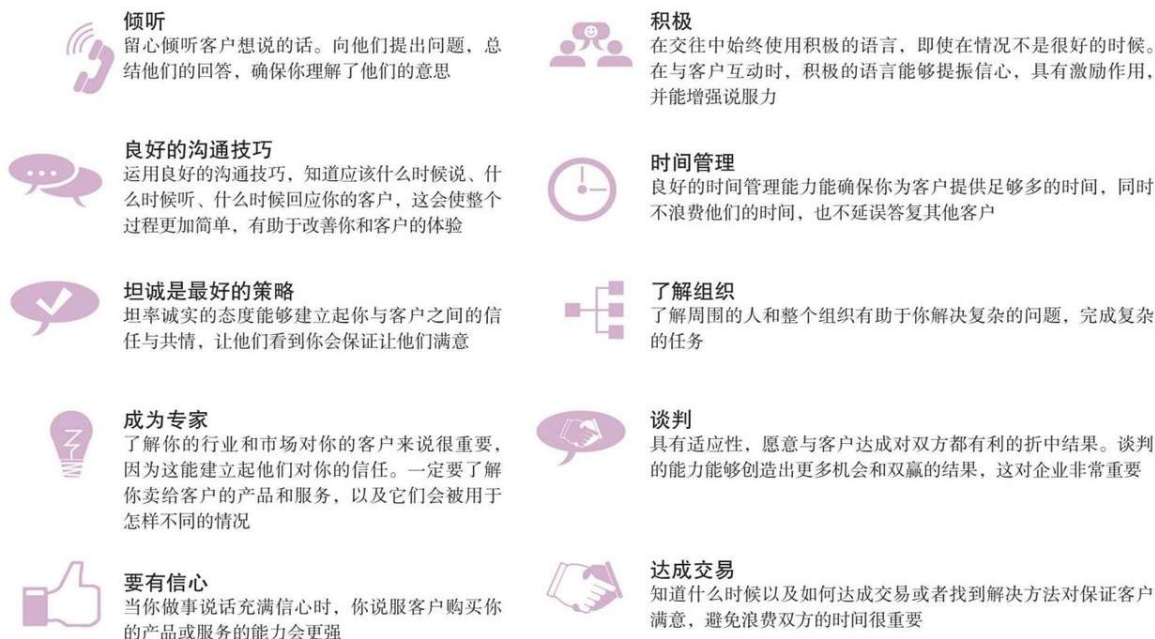 倾听
留心倾听客户想说的话。向他们提出问题，总
结他们的回答，确保你理解了他们的意思
良好的沟通技巧
运用良好的沟通技巧，知道应该什么时候说、什
么时候听、什么时候回应你的客户，这会使整个
过程更加简单，有助于改善你和客户的体验
坦诚是最好的策略
坦率诚实的态度能够建立起你与客户之间的信
任与共情，让他们看到你会保证让他们满意
成为专家
了解你的行业和市场对你的客户来说很重要，
因为这能建立起他们对你的信任。一定要了解
你卖给客户的产品和服务，以及它们会被用于
怎样不同的情况
要有信心
当你做事说话充满信心时，你说服客户购买你
的产品或服务的能力会更强
积极
在交往中始终使用积极的语言，即使在情况不是很好的时候。
在与客户互动时，积极的语言能够提振信心，具有激励作用，
并能增强说服力
时间管理
良好的时间管理能力能确保你为客户提供足够多的时间，同时
不浪费他们的时间，也不延误答复其他客户
了解组织
了解周围的人和整个组织有助于你解决复杂的问题，完成复杂
的任务
谈判
具有适应性，愿意与客户达成对双方都有利的折中结果。谈判
的能力能够创造出更多机会和双赢的结果，这对企业非常重要
达成交易
知道什么时候以及如何达成交易或者找到解决方法对保证客户
满意，避免浪费双方的时间很重要